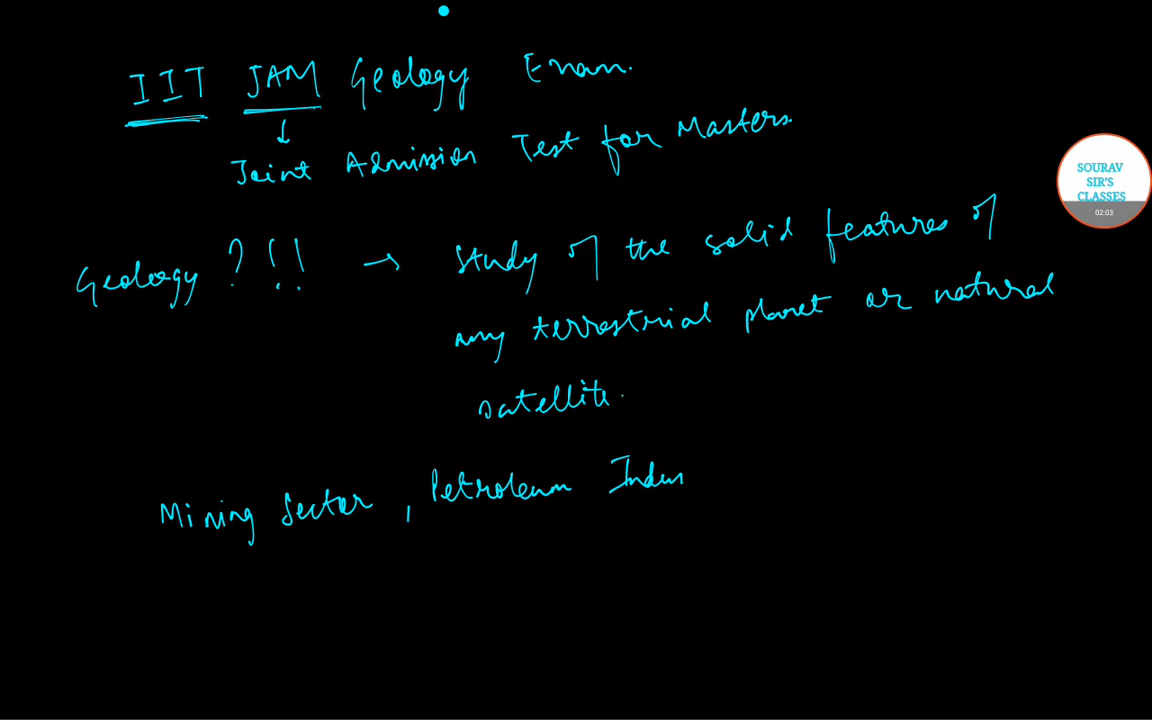 IIT JAM Geology Exam.
Joint Admission Test for Masters.
Geology ? ! ! → Study of the solid features of
any terrestrial planet or natural
satellite.
Mining Sector , Petroleum Indus
SOURAV
SIR'S
CLASSES
02:03